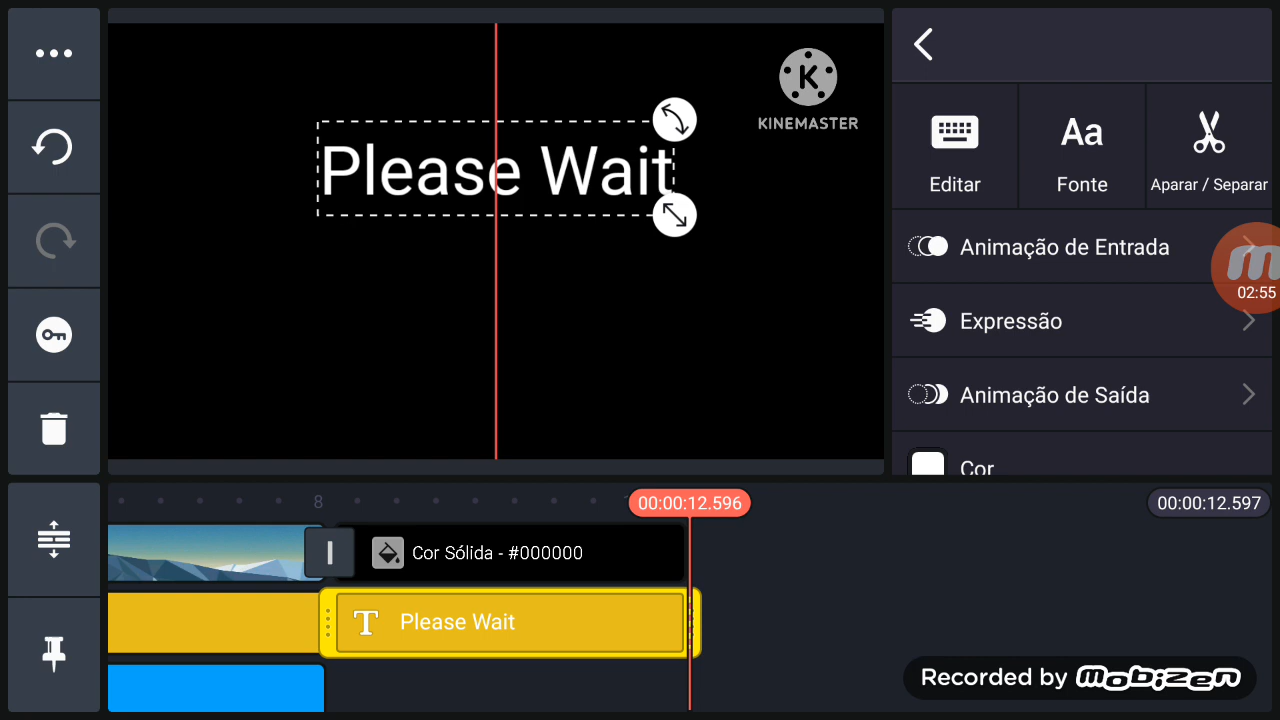 Please Wait
KINEMASTER
Editar
Aa
Fonte
Aparar / Separar
Animação de Entrada
02:55
Expressão
Animação de Saída
Cor
8
00:00:12.596
00:00:12.597
Cor Sólida - #000000
T Please Wait
Recorded by mobizen